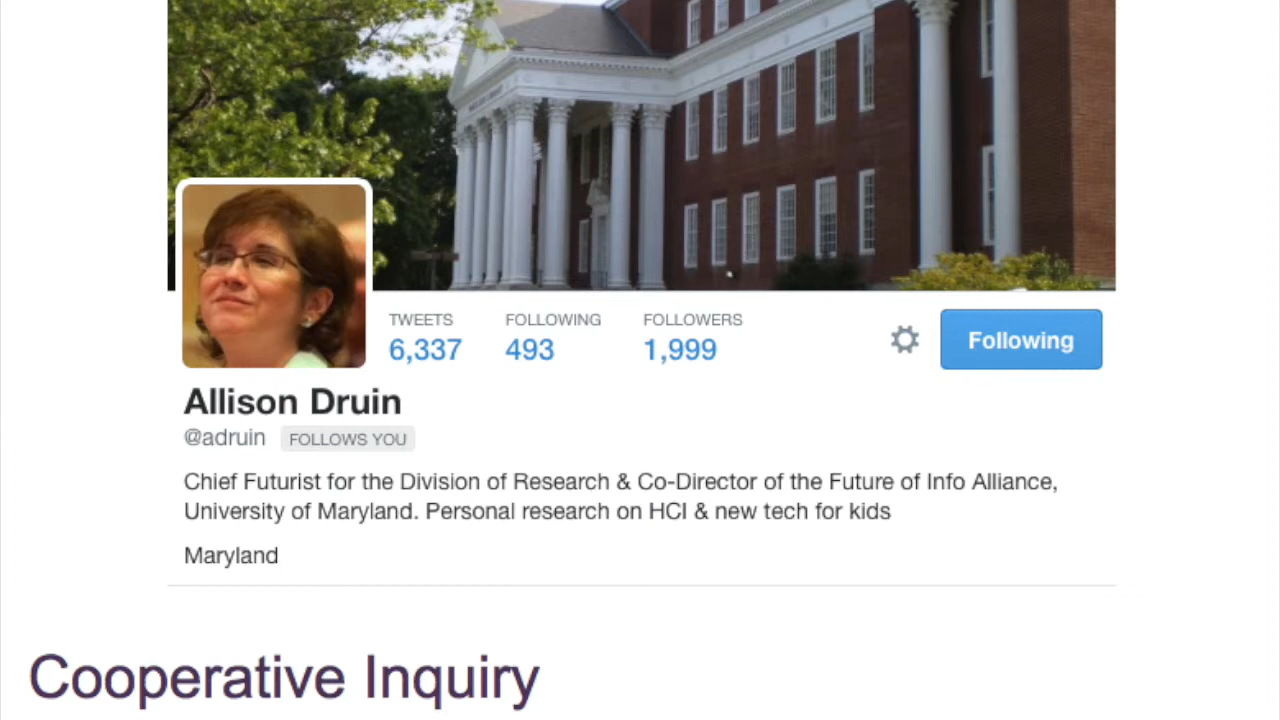 TWEETS FOLLOWING FOLLOWERS
6,337 493 1,999
Following
Allison Druin
@adruin FOLLOWS YOU
Chief Futurist for the Division of Research & Co-Director of the Future of Info Alliance,
University of Maryland. Personal research on HCI & new tech for kids
Maryland
Cooperative Inquiry